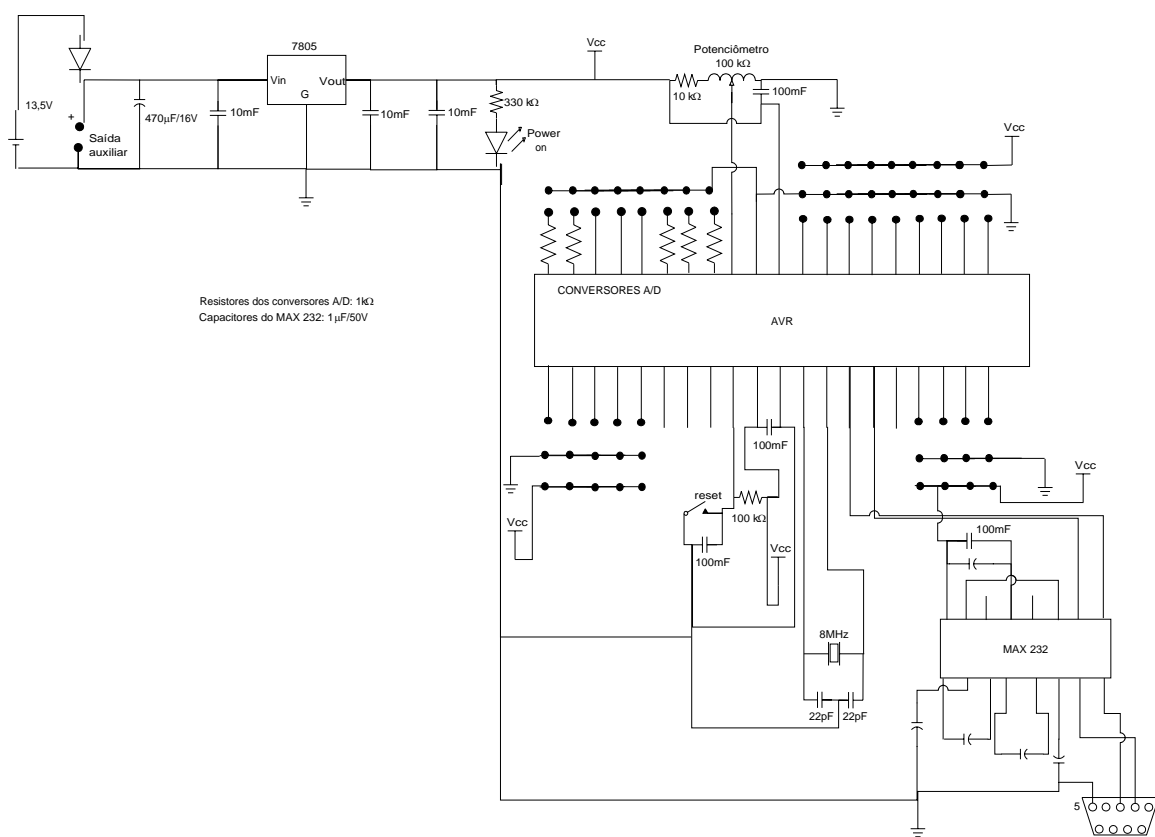 7805
Vin
Vout
G
13,5V
+
Saída
auxiliar
470µF/16V
10mF
10mF
10mF
330 kΩ
Power
on
Vcc
Potenciômetro
100 kΩ
10 kΩ
100mF
Vcc
Resistores dos conversores A/D: 1kΩ
Capacitores do MAX 232: 1 µF/50V
CONVERSORES A/D
AVR
100mF
reset
100 kΩ
100mF
Vcc
Vcc
Vcc
100mF
8MHz
22pF
22pF
MAX 232
5